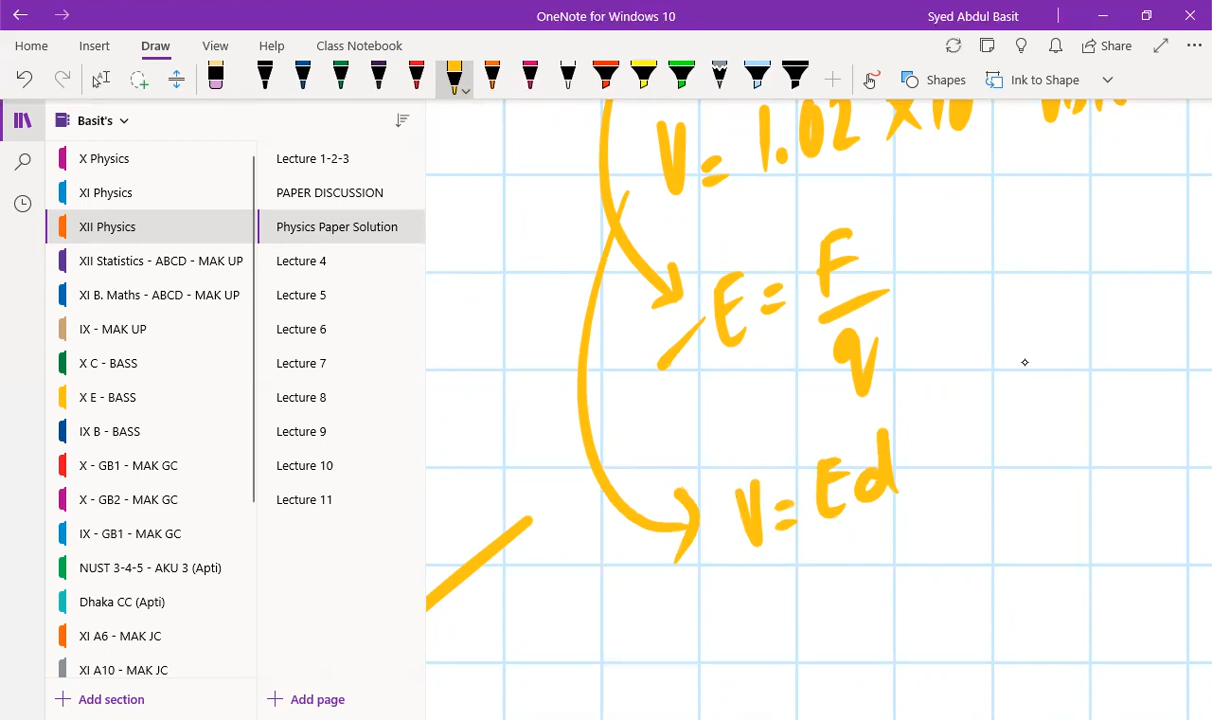 OneNote for Windows 10
Syed Abdul Basit
Home Insert Draw View Help Class Notebook
Share
Shapes
Ink to Shape
Basit's
X Physics
XI Physics
XII Physics
XII Statistics - ABCD - MAK UP
XI B. Maths - ABCD - MAK UP
IX - MAK UP
X C - BASS
X E - BASS
IX B - BASS
X - GB1 - MAK GC
X - GB2 - MAK GC
IX - GB1 - MAK GC
NUST 3-4-5 - AKU 3 (Apti)
Dhaka CC (Apti)
XI A6 - MAK JC
XI A10 - MAK JC
Add section
Lecture 1-2-3
PAPER DISCUSSION
Physics Paper Solution
Lecture 4
Lecture 5
Lecture 6
Lecture 7
Lecture 8
Lecture 9
Lecture 10
Lecture 11
Add page
V = 1.02 × 10
E = F/q
V = Ed